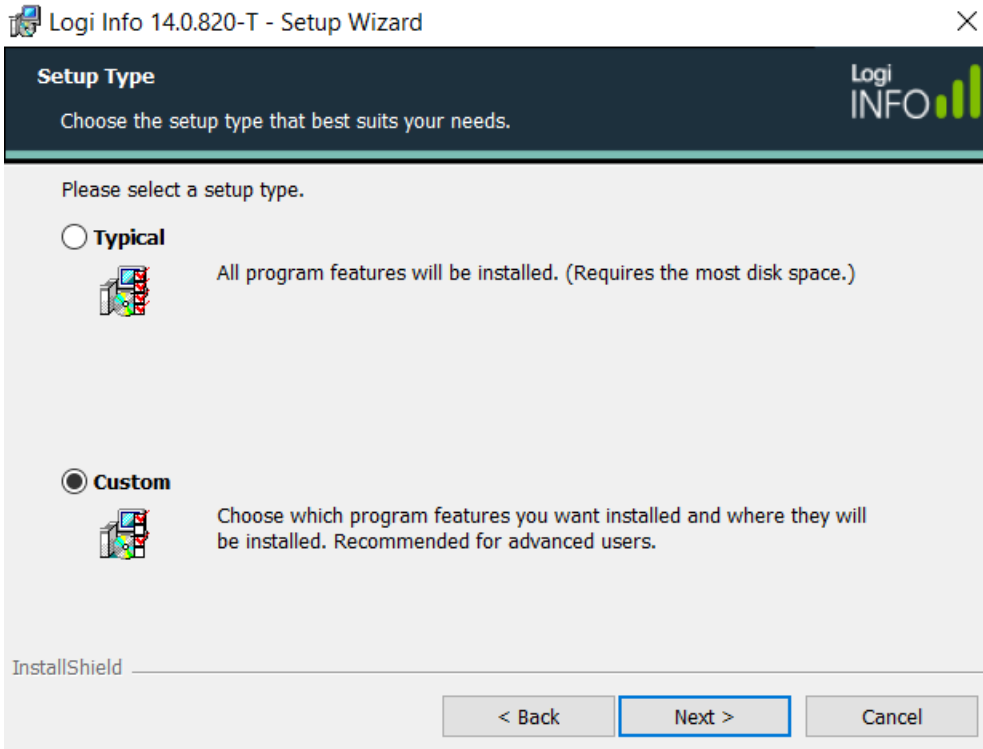 Logi Info 14.0.820-T - Setup Wizard
Setup Type
Choose the setup type that best suits your needs.
Logi
INFO
Please select a setup type.
Typical
All program features will be installed. (Requires the most disk space.)
Custom
Choose which program features you want installed and where they will
be installed. Recommended for advanced users.
InstallShield
< Back
Next >
Cancel